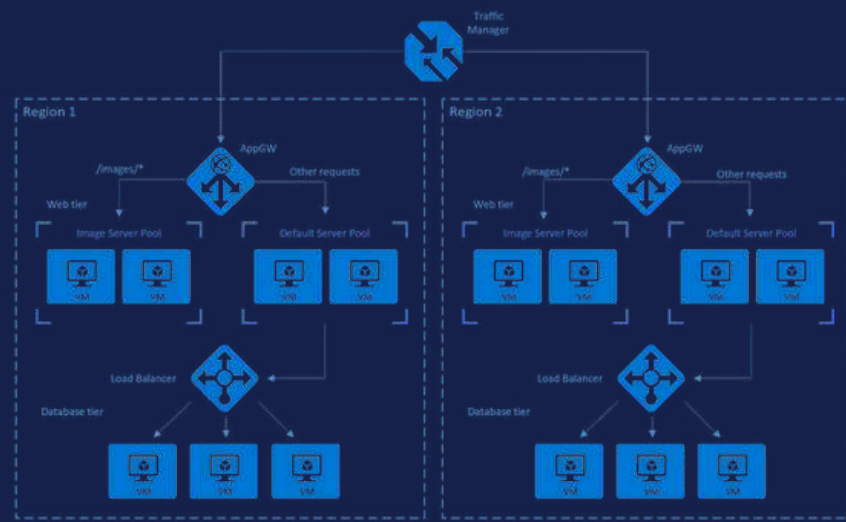 Traffic
Manager
Region 1
AppGW
/images/*
Other requests
Web tier
Image Server Pool
Default Server Pool
VM
VM
VM
VM
Load Balancer
Database tier
VM
VM
VM
Region 2
AppGW
/images/*
Other requests
Web tier
Image Server Pool
Default Server Pool
VM
VM
VM
VM
Load Balancer
Database tier
VM
VM
VM